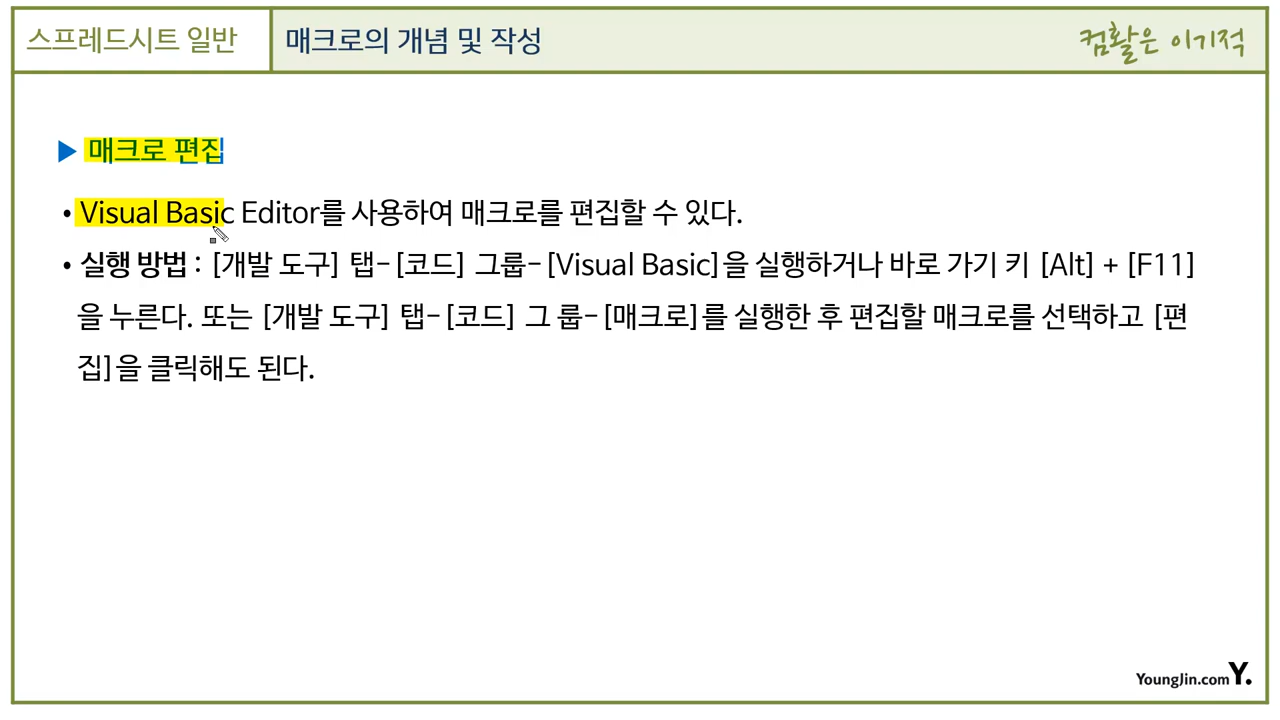 스프레드시트 일반
매크로의 개념 및 작성
컴활은 이기적
▶ 매크로 편집
• Visual Basic Editor를 사용하여 매크로를 편집할 수 있다.
• 실행 방법 : [개발 도구] 탭-[코드] 그룹-[Visual Basic]을 실행하거나 바로 가기 키 [Alt] + [F11]
을 누른다. 또는 [개발 도구] 탭-[코드] 그 룹-[매크로]를 실행한 후 편집할 매크로를 선택하고 [편
집]을 클릭해도 된다.
YoungJin.com Y.